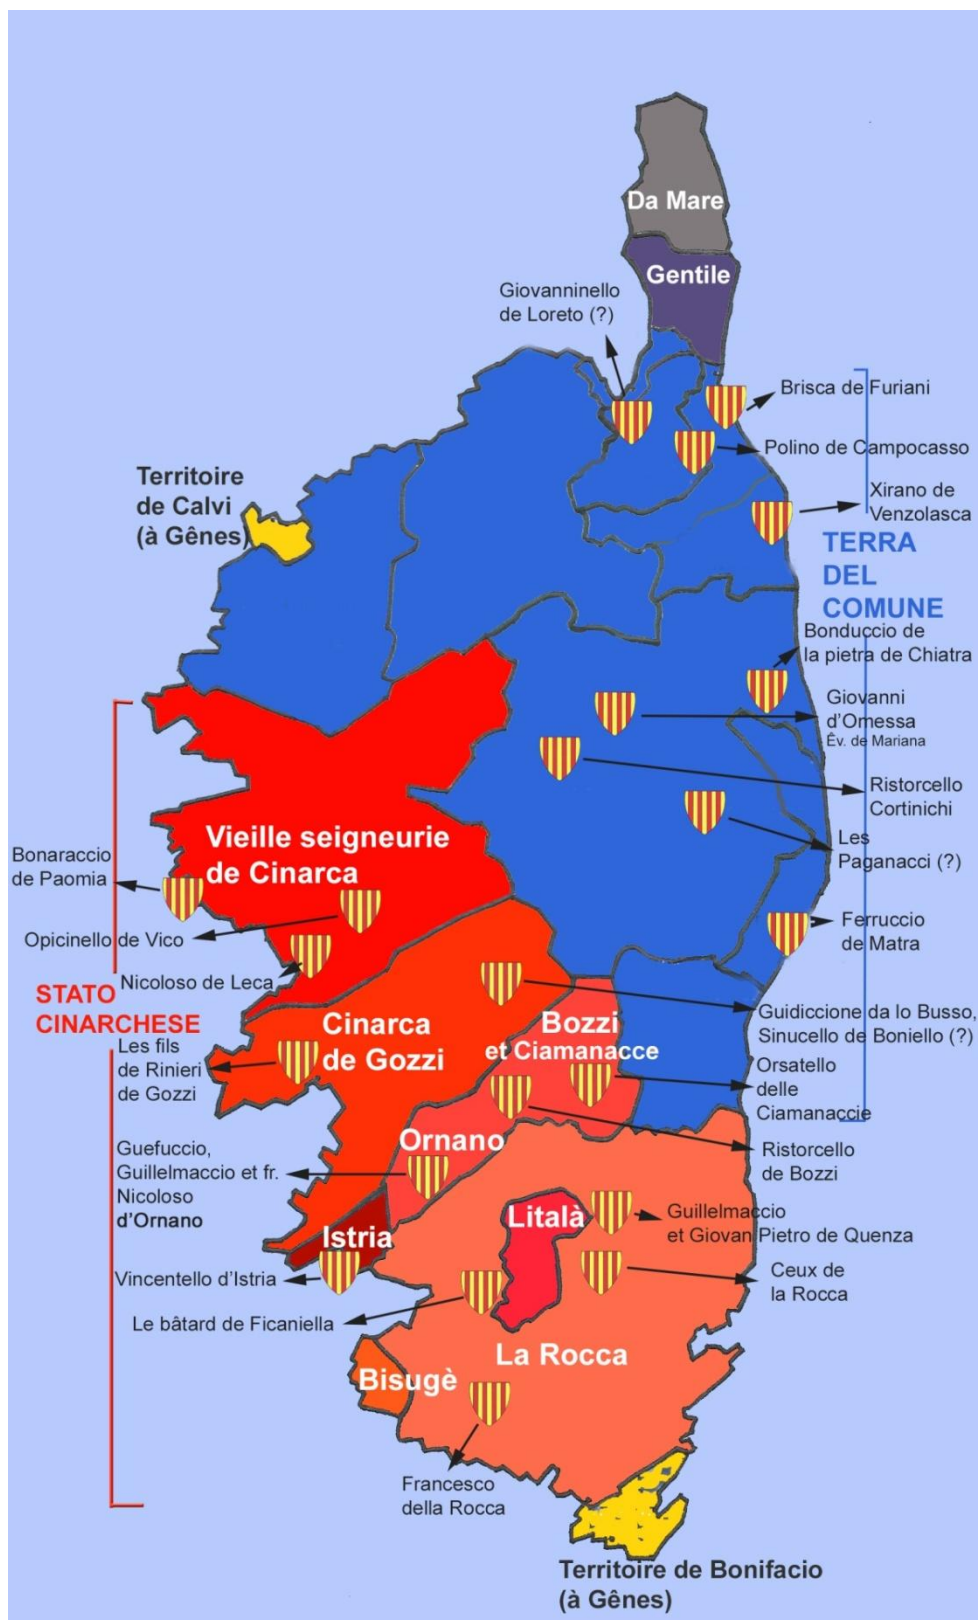 Da Mare
Gentile
Giovanninello
de Loreto (?)
Brisca de Furiani
Polino de Campocasso
Territoire
de Calvi
(à Gênes)
Xirano de
Venzolasca
TERRA
DEL
COMUNE
Bonduccio de
la pietra de Chiatra
Giovanni
d'Omessa
Êv. de Mariana
Ristorcello
Cortinichi
Vieille seigneurie
de Cinarca
Les
Paganacci (?)
Bonaraccio
de Paomia
Ferruccio
de Matra
Opicinello de Vico
Nicoloso de Leca
STATO
CINARCHESE
Guidiccione da lo Busso,
Sinucello de Boniello (?)
Cinarca
de Gozzi
Bozzi
et Ciamanacce
Les fils
de Rinieri
de Gozzi
Orsatello
delle
Ciamanaccie
Ornano
Ristorcello
de Bozzi
Guefuccio,
Guillelmaccio et fr.
Nicoloso
d'Ornano
Istria
Litalà
Guillelmaccio
et Giovan Pietro de Quenza
Vincentello d'Istria
Ceux de
la Rocca
Le bâtard de Ficaniella
La Rocca
Bisugè
Francesco
della Rocca
Territoire de Bonifacio
(à Gênes)